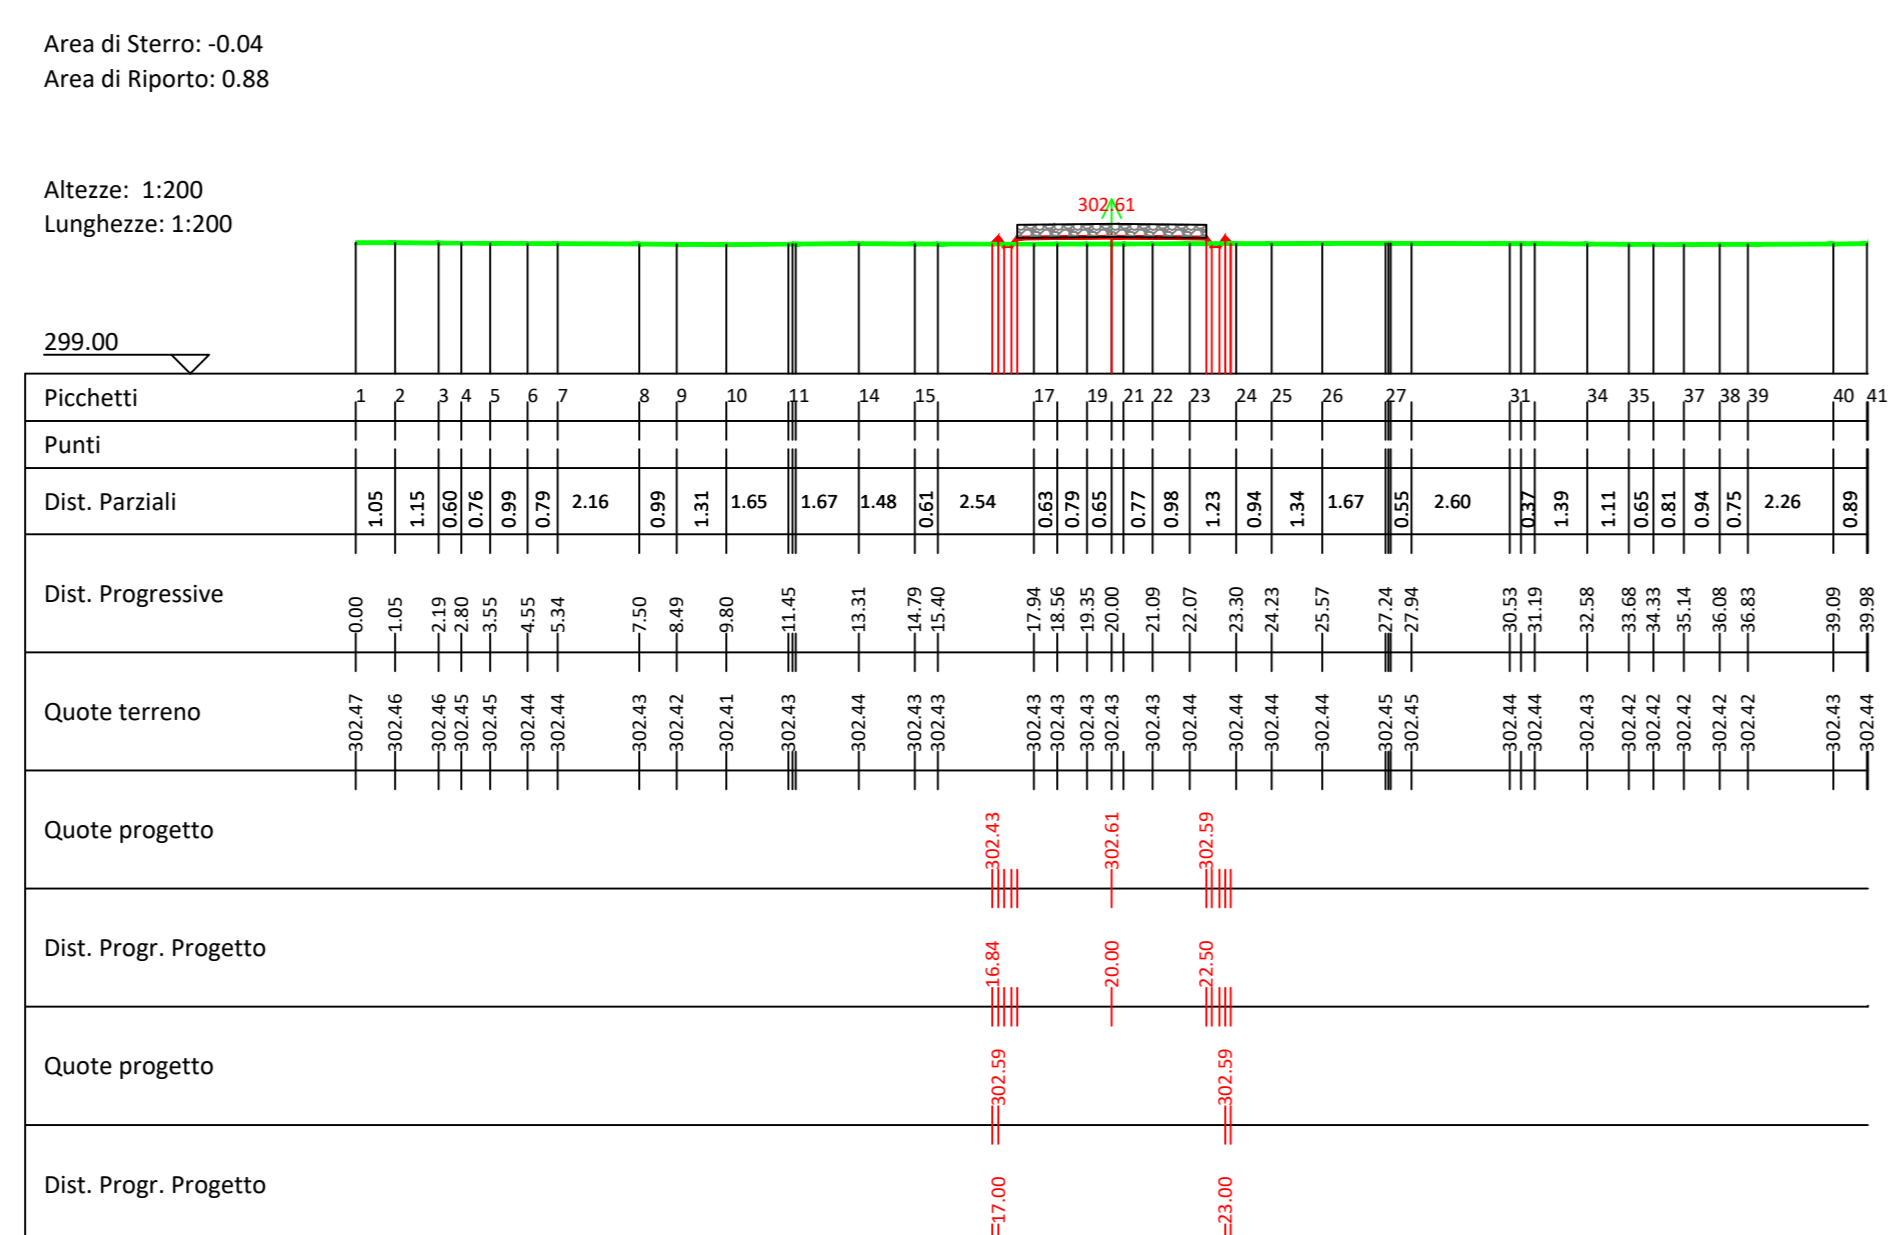 Area di Sterro: -0.04
Area di Riporto: 0.88
Altezze: 1:200
Lunghezze: 1:200
302.61
299.00
Picchetti 1 2 3 4 5 6 7 8 9 10 11 14 15 17 19 21 22 23 24 25 26 27 31 34 35 37 38 39 40 41
Punti
Dist. Parziali 1.05 1.15 0.60 0.76 0.99 0.79 2.16 0.99 1.31 1.65 1.67 1.48 0.61 2.54 0.63 0.79 0.65 0.77 0.98 1.23 0.94 1.34 1.67 0.55 2.60 0.37 1.39 1.11 0.65 0.81 0.94 0.75 2.26 0.89
Dist. Progressive 0.00 1.05 2.19 2.80 3.55 4.55 5.34 7.50 8.49 9.80 11.45 13.31 14.79 15.40 17.94 18.56 19.35 20.00 21.09 22.07 23.30 24.23 25.57 27.24 27.94 30.53 31.19 32.58 33.68 34.33 35.14 36.08 36.83 39.09 39.98
Quote terreno 302.47 302.46 302.46 302.45 302.45 302.44 302.44 302.43 302.42 302.41 302.43 302.44 302.43 302.43 302.43 302.43 302.43 302.43 302.43 302.44 302.44 302.44 302.44 302.45 302.45 302.44 302.44 302.43 302.42 302.42 302.42 302.42 302.42 302.43 302.44
Quote progetto 302.43 302.61 302.59
Dist. Progr. Progetto 16.84 20.00 22.50
Quote progetto 302.59 302.59
Dist. Progr. Progetto 17.00 23.00